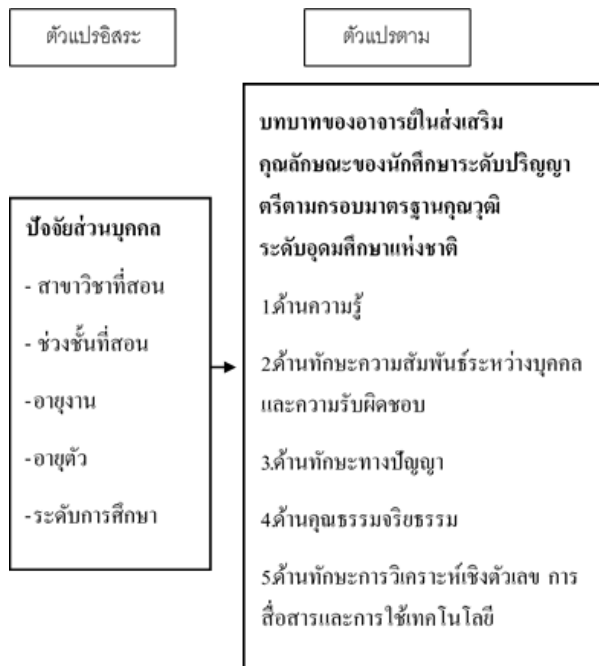 ตัวแปรอิสระ
ตัวแปรตาม
ปัจจัยส่วนบุคคล
- สาขาวิชาที่สอน
- ช่วงชั้นที่สอน
-อายุงาน
-อายุตัว
-ระดับการศึกษา
บทบาทของอาจารย์ในส่งเสริม
คุณลักษณะของนักศึกษาระดับปริญญา
ตรีตามกรอบมาตรฐานคุณวุฒิ
ระดับอุดมศึกษาแห่งชาติ
1.ด้านความรู้
2.ด้านทักษะความสัมพันธ์ระหว่างบุคคล
และความรับผิดชอบ
3.ด้านทักษะทางปัญญา
4.ด้านคุณธรรมจริยธรรม
5.ด้านทักษะการวิเคราะห์เชิงตัวเลข การ
สื่อสารและการใช้เทคโนโลยี